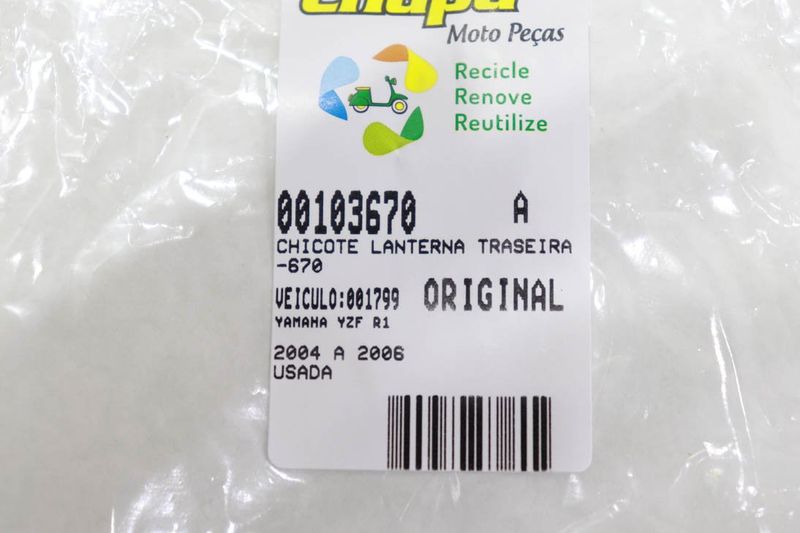 Moto Peças
Recicle
Renove
Reutilize
00103670 A
CHICOTE LANTERNA TRASEIRA
-670
VEICULO:001799 ORIGINAL
YAMAHA YZF R1
2004 A 2006
USADA